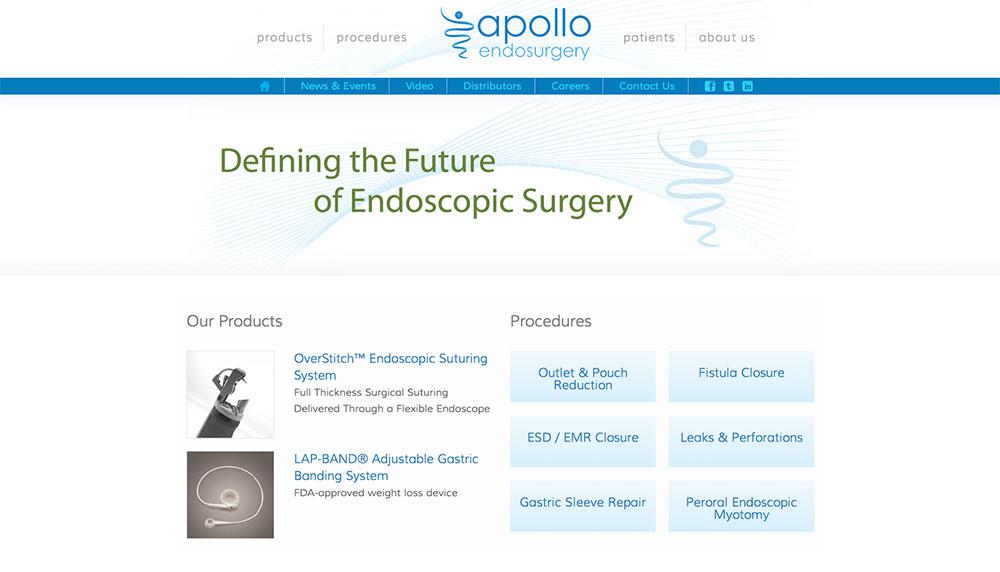 products
procedures
apollo
endosurgery
patients
about us
News & Events
Video
Distributors
Careers
Contact Us
Defining the Future
of Endoscopic Surgery
Our Products
OverStitch™ Endoscopic Suturing
System
Full Thickness Surgical Suturing
Delivered Through a Flexible Endoscope
LAP-BAND® Adjustable Gastric
Banding System
FDA-approved weight loss device
Procedures
Outlet & Pouch
Reduction
Fistula Closure
ESD / EMR Closure
Leaks & Perforations
Gastric Sleeve Repair
Peroral Endoscopic
Myotomy